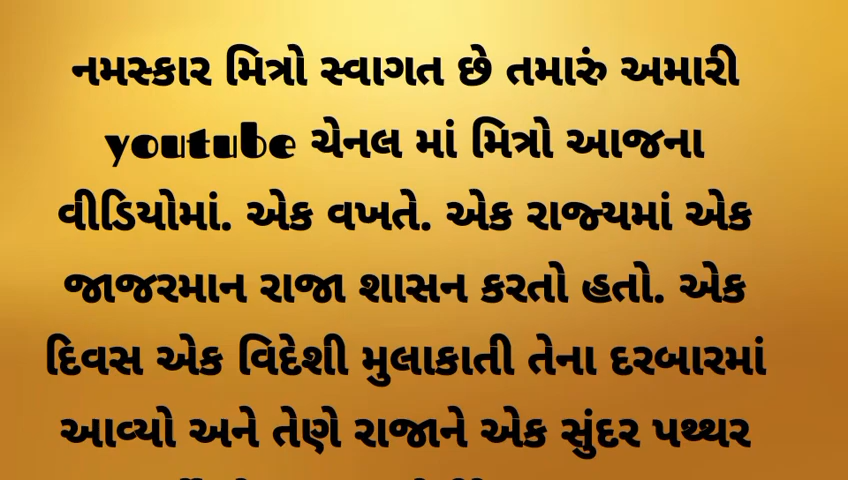 નમસ્કાર મિત્રો સ્વાગત છે તમારું અમારી
youtube ચેનલ માં મિત્રો આજના
વીડિયોમાં. એક વખતે. એક રાજ્યમાં એક
જાજરમાન રાજા શાસન કરતો હતો. એક
દિવસ એક વિદેશી મુલાકાતી તેના દરબારમાં
આવ્યો અને તેણે રાજાને એક સુંદર પથ્થર